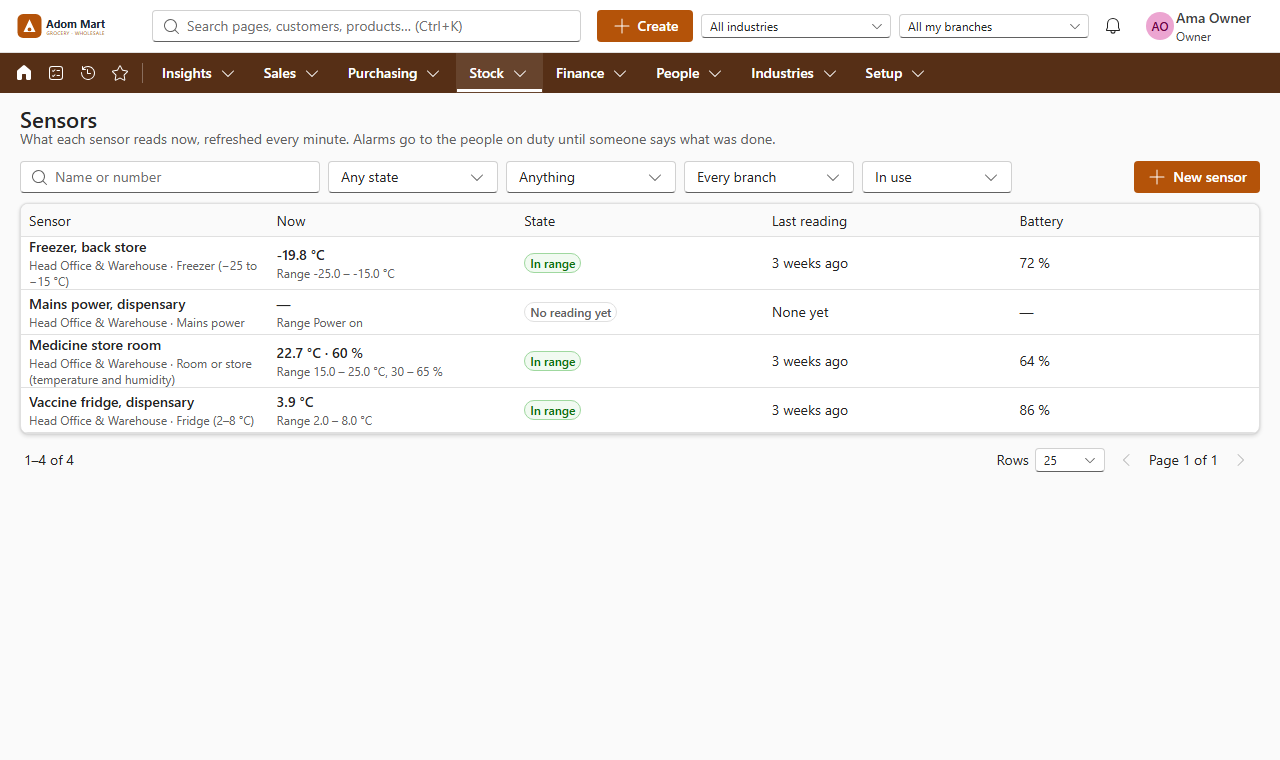 Adom Mart
GROCERY · WHOLESALE
Search pages, customers, products... (Ctrl+K)
Create
All industries
All my branches
AO
Ama Owner
Owner
Insights
Sales
Purchasing
Stock
Finance
People
Industries
Setup
Sensors
What each sensor reads now, refreshed every minute. Alarms go to the people on duty until someone says what was done.
Name or number
Any state
Anything
Every branch
In use
New sensor
Sensor
Now
State
Last reading
Battery
Freezer, back store
Head Office & Warehouse · Freezer (−25 to
−15 °C)
-19.8 °C
Range -25.0 – -15.0 °C
In range
3 weeks ago
72 %
Mains power, dispensary
Head Office & Warehouse · Mains power
—
Range Power on
No reading yet
None yet
—
Medicine store room
Head Office & Warehouse · Room or store
(temperature and humidity)
22.7 °C · 60 %
Range 15.0 – 25.0 °C, 30 – 65 %
In range
3 weeks ago
64 %
Vaccine fridge, dispensary
Head Office & Warehouse · Fridge (2–8 °C)
3.9 °C
Range 2.0 – 8.0 °C
In range
3 weeks ago
86 %
1–4 of 4
Rows
25
Page 1 of 1